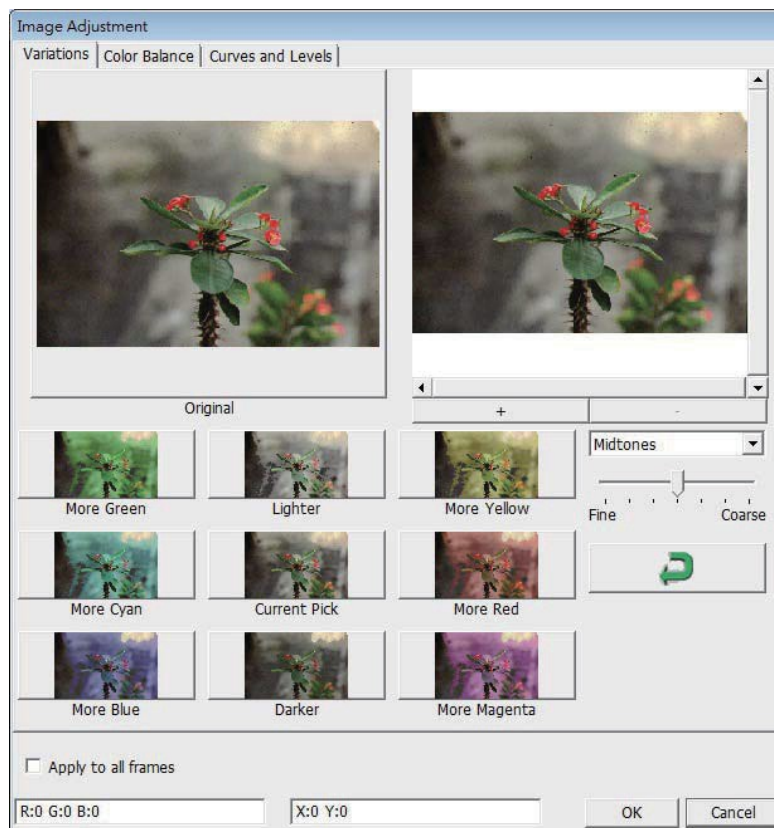 Image Adjustment
Variations Color Balance Curves and Levels
Original
+ -
Midtones
Fine Coarse
More Green Lighter More Yellow
More Cyan Current Pick More Red
More Blue Darker More Magenta
Apply to all frames
R:0 G:0 B:0 X:0 Y:0 OK Cancel